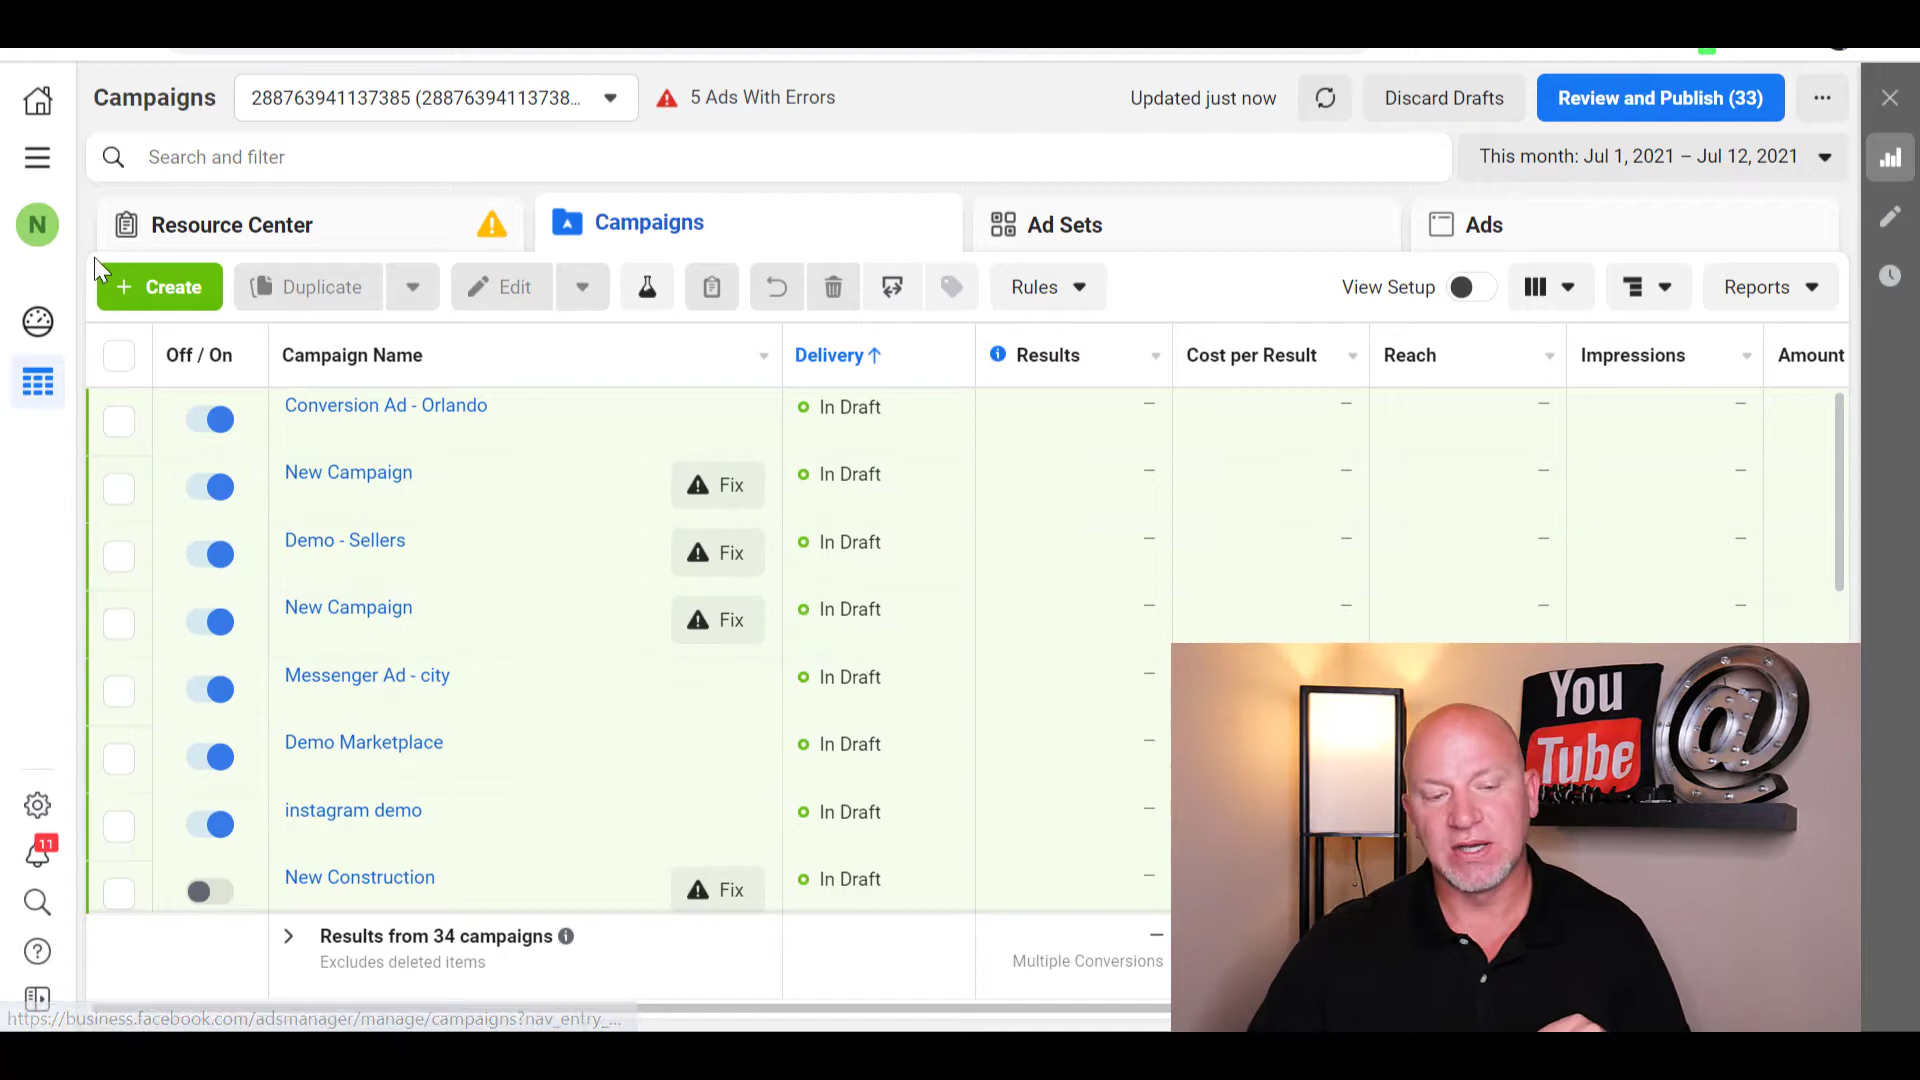 Campaigns
288763941137385 (28876394113738...
5 Ads With Errors
Updated just now
Discard Drafts
Review and Publish (33)
Search and filter
This month: Jul 1, 2021 – Jul 12, 2021
N
Resource Center
Campaigns
Ad Sets
Ads
+ Create
Duplicate
Edit
Rules
View Setup
Reports
Off / On
Campaign Name
Delivery ↑
Results
Cost per Result
Reach
Impressions
Amount
Conversion Ad - Orlando
In Draft
— — — —
New Campaign
Fix
In Draft
— — — —
Demo - Sellers
Fix
In Draft
— — — —
New Campaign
Fix
In Draft
— — — —
Messenger Ad - city
In Draft
—
Demo Marketplace
In Draft
—
instagram demo
In Draft
—
New Construction
Fix
In Draft
—
11
Results from 34 campaigns
Excludes deleted items
—
Multiple Conversions
https://business.facebook.com/adsmanager/manage/campaigns?nav_entry_...
You
Tube
@